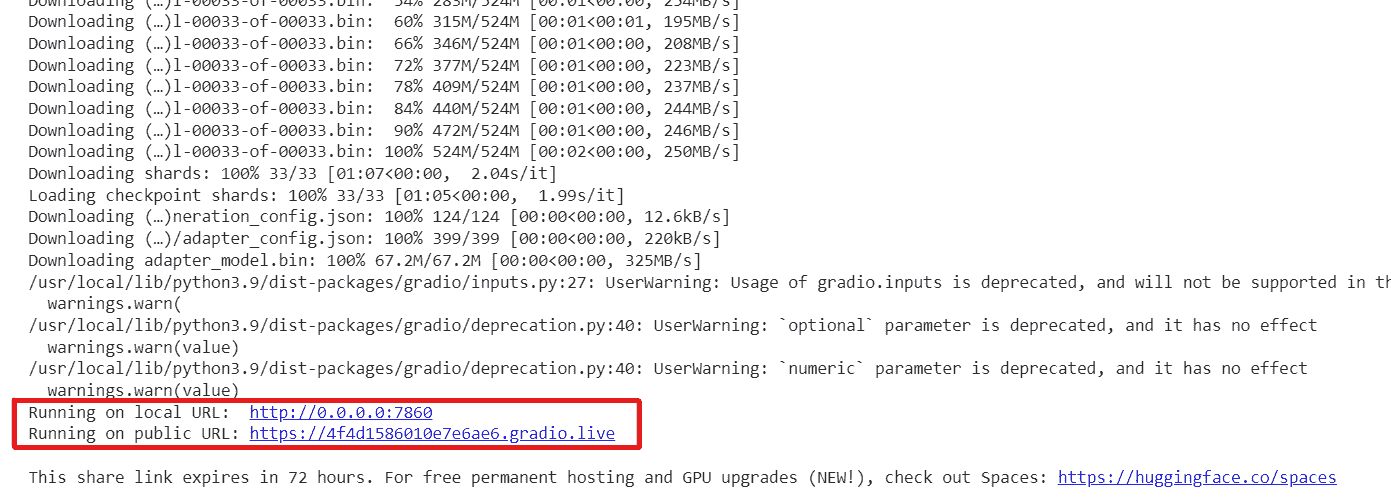 Downloading (…)l-00033-of-00033.bin:  54% 283M/524M [00:01<00:00, 254MB/s]
Downloading (…)l-00033-of-00033.bin:  60% 315M/524M [00:01<00:01, 195MB/s]
Downloading (…)l-00033-of-00033.bin:  66% 346M/524M [00:01<00:00, 208MB/s]
Downloading (…)l-00033-of-00033.bin:  72% 377M/524M [00:01<00:00, 223MB/s]
Downloading (…)l-00033-of-00033.bin:  78% 409M/524M [00:01<00:00, 237MB/s]
Downloading (…)l-00033-of-00033.bin:  84% 440M/524M [00:01<00:00, 244MB/s]
Downloading (…)l-00033-of-00033.bin:  90% 472M/524M [00:01<00:00, 246MB/s]
Downloading (…)l-00033-of-00033.bin: 100% 524M/524M [00:02<00:00, 250MB/s]
Downloading shards: 100% 33/33 [01:07<00:00,  2.04s/it]
Loading checkpoint shards: 100% 33/33 [01:05<00:00,  1.99s/it]
Downloading (…)neration_config.json: 100% 124/124 [00:00<00:00, 12.6kB/s]
Downloading (…)/adapter_config.json: 100% 399/399 [00:00<00:00, 220kB/s]
Downloading adapter_model.bin: 100% 67.2M/67.2M [00:00<00:00, 325MB/s]
/usr/local/lib/python3.9/dist-packages/gradio/inputs.py:27: UserWarning: Usage of gradio.inputs is deprecated, and will not be supported in th
  warnings.warn(
/usr/local/lib/python3.9/dist-packages/gradio/deprecation.py:40: UserWarning: `optional` parameter is deprecated, and it has no effect
  warnings.warn(value)
/usr/local/lib/python3.9/dist-packages/gradio/deprecation.py:40: UserWarning: `numeric` parameter is deprecated, and it has no effect
  warnings.warn(value)
Running on local URL:  http://0.0.0.0:7860
Running on public URL: https://4f4d1586010e7e6ae6.gradio.live
This share link expires in 72 hours. For free permanent hosting and GPU upgrades (NEW!), check out Spaces: https://huggingface.co/spaces